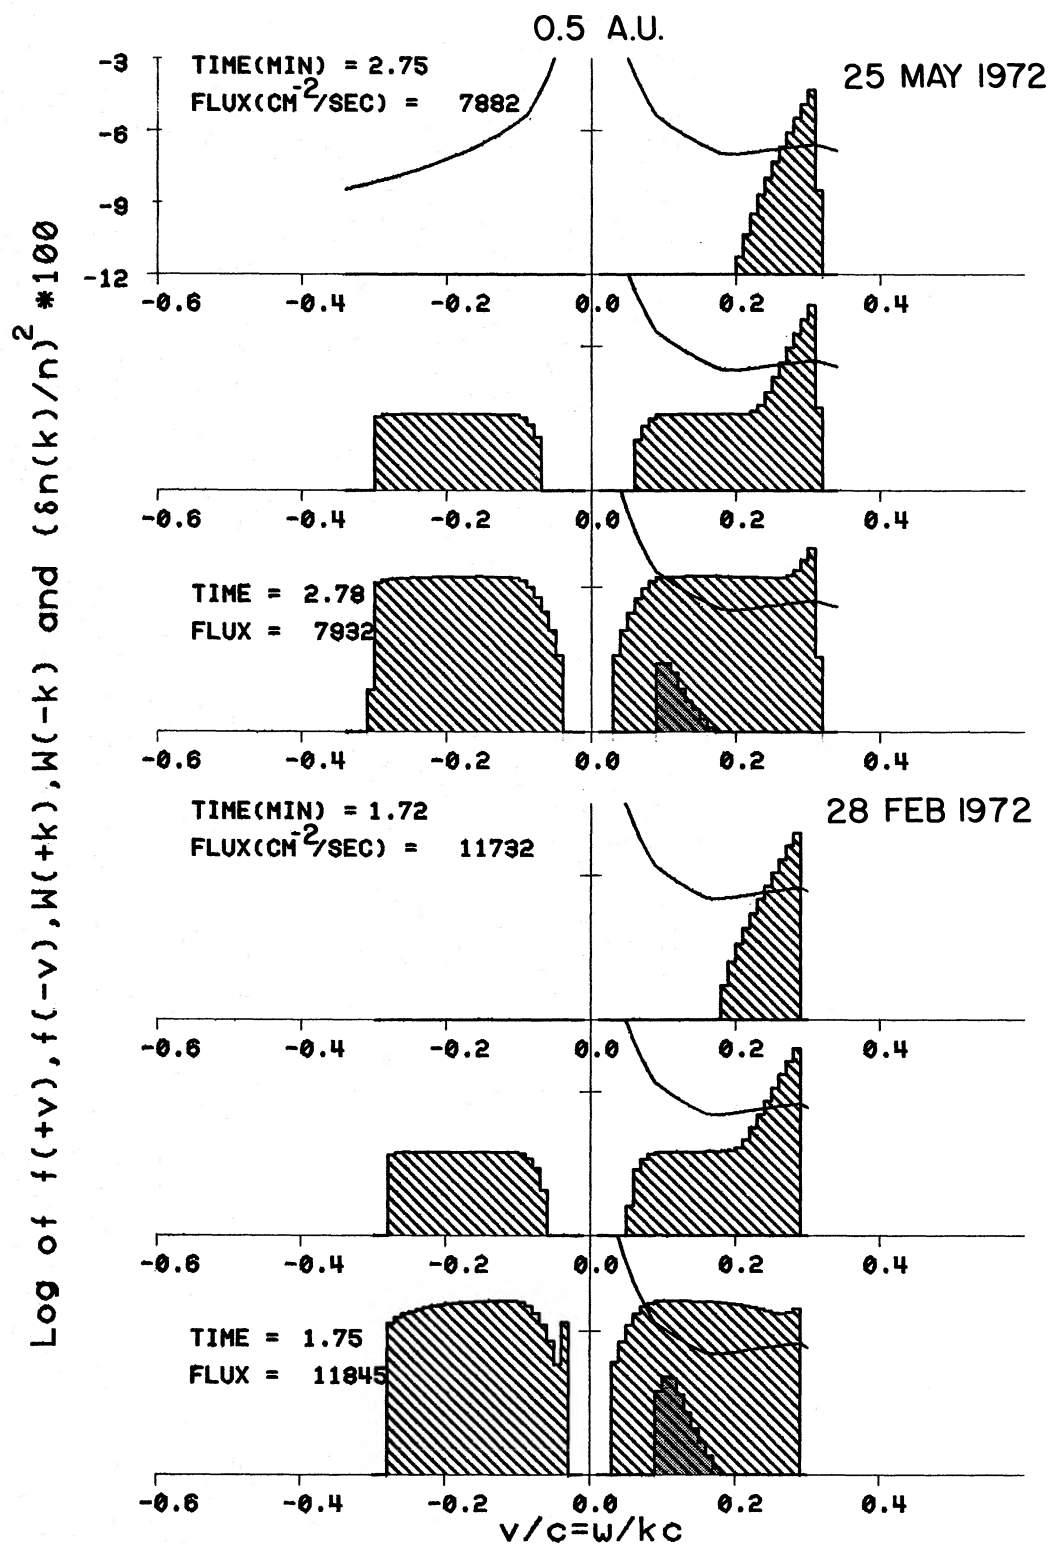 0.5 A.U.
25 MAY 1972
TIME(MIN) = 2.75
FLUX(CM⁻²/SEC) = 7882
-3
-6
-9
-12
-0.6 -0.4 -0.2 0.0 0.2 0.4
-0.6 -0.4 -0.2 0.0 0.2 0.4
TIME = 2.78
FLUX = 7932
-0.6 -0.4 -0.2 0.0 0.2 0.4
28 FEB 1972
TIME(MIN) = 1.72
FLUX(CM⁻²/SEC) = 11732
-0.6 -0.4 -0.2 0.0 0.2 0.4
-0.6 -0.4 -0.2 0.0 0.2 0.4
TIME = 1.75
FLUX = 11845
-0.6 -0.4 -0.2 0.0 0.2 0.4
v/c=w/kc
Log of f(+v),f(-v),W(+k),W(-k) and (δn(k)/n)² *100